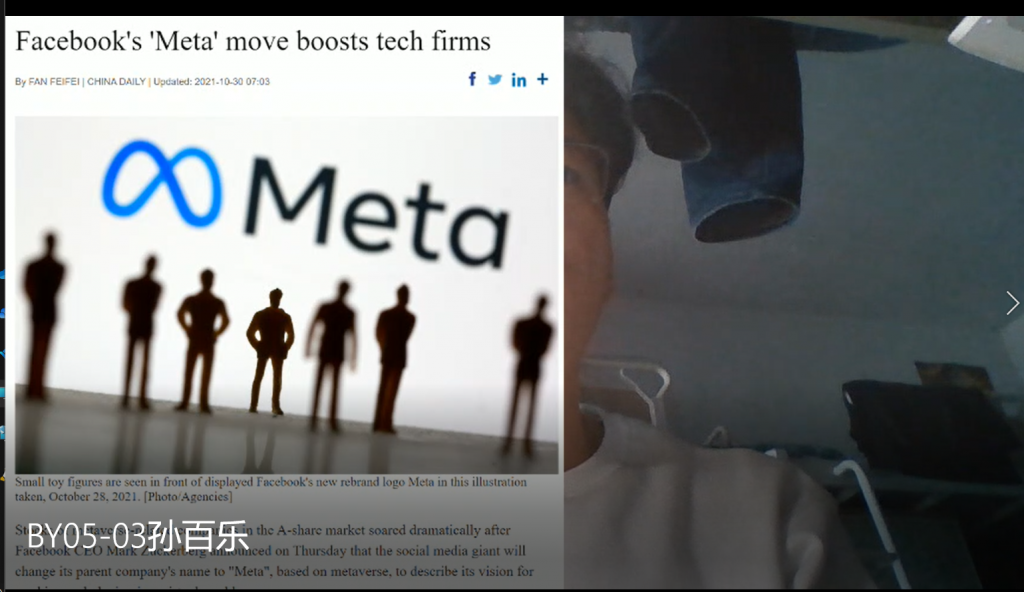 Facebook's 'Meta' move boosts tech firms
By FAN FEIFEI | CHINA DAILY | Updated: 2021-10-30 07:03
Meta
Small toy figures are seen in front of displayed Facebook's new rebrand logo Meta in this illustration
taken, October 28, 2021. [Photo/Agencies]
in the A-share market soared dramatically after
BY05-03孙百乐
Facebook CEO Mark Zuckerberg announced on Thursday that the social media giant will
change its parent company's name to "Meta", based on metaverse, to describe its vision for